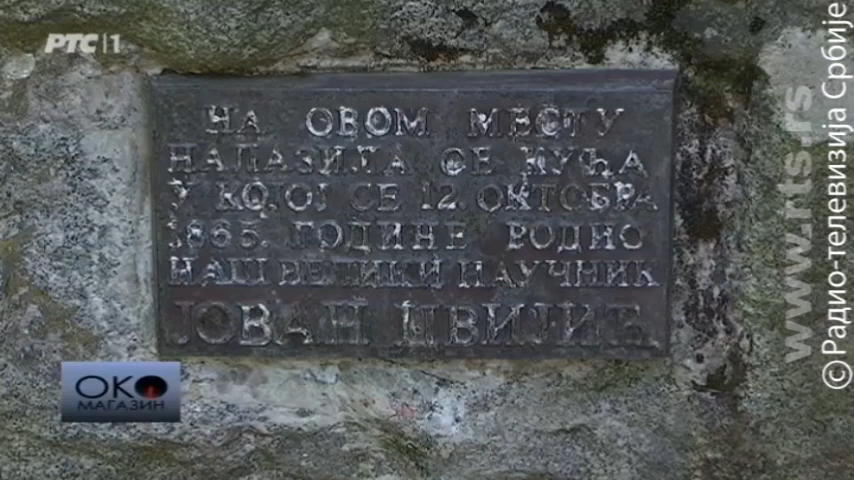 РТС 1
НА ОВОМ МЕСТУ
НАЛАЗИЛА СЕ КУЋА
У КОЈОЈ СЕ 12. ОКТОБРА
1865. ГОДИНЕ РОДИО
НАШ ВЕЛИКИ НАУЧНИК
ЈОВАН ЦВИЈИЋ
ОКО
МАГАЗИН
www.rts.rs
© Радио-телевизија Србије